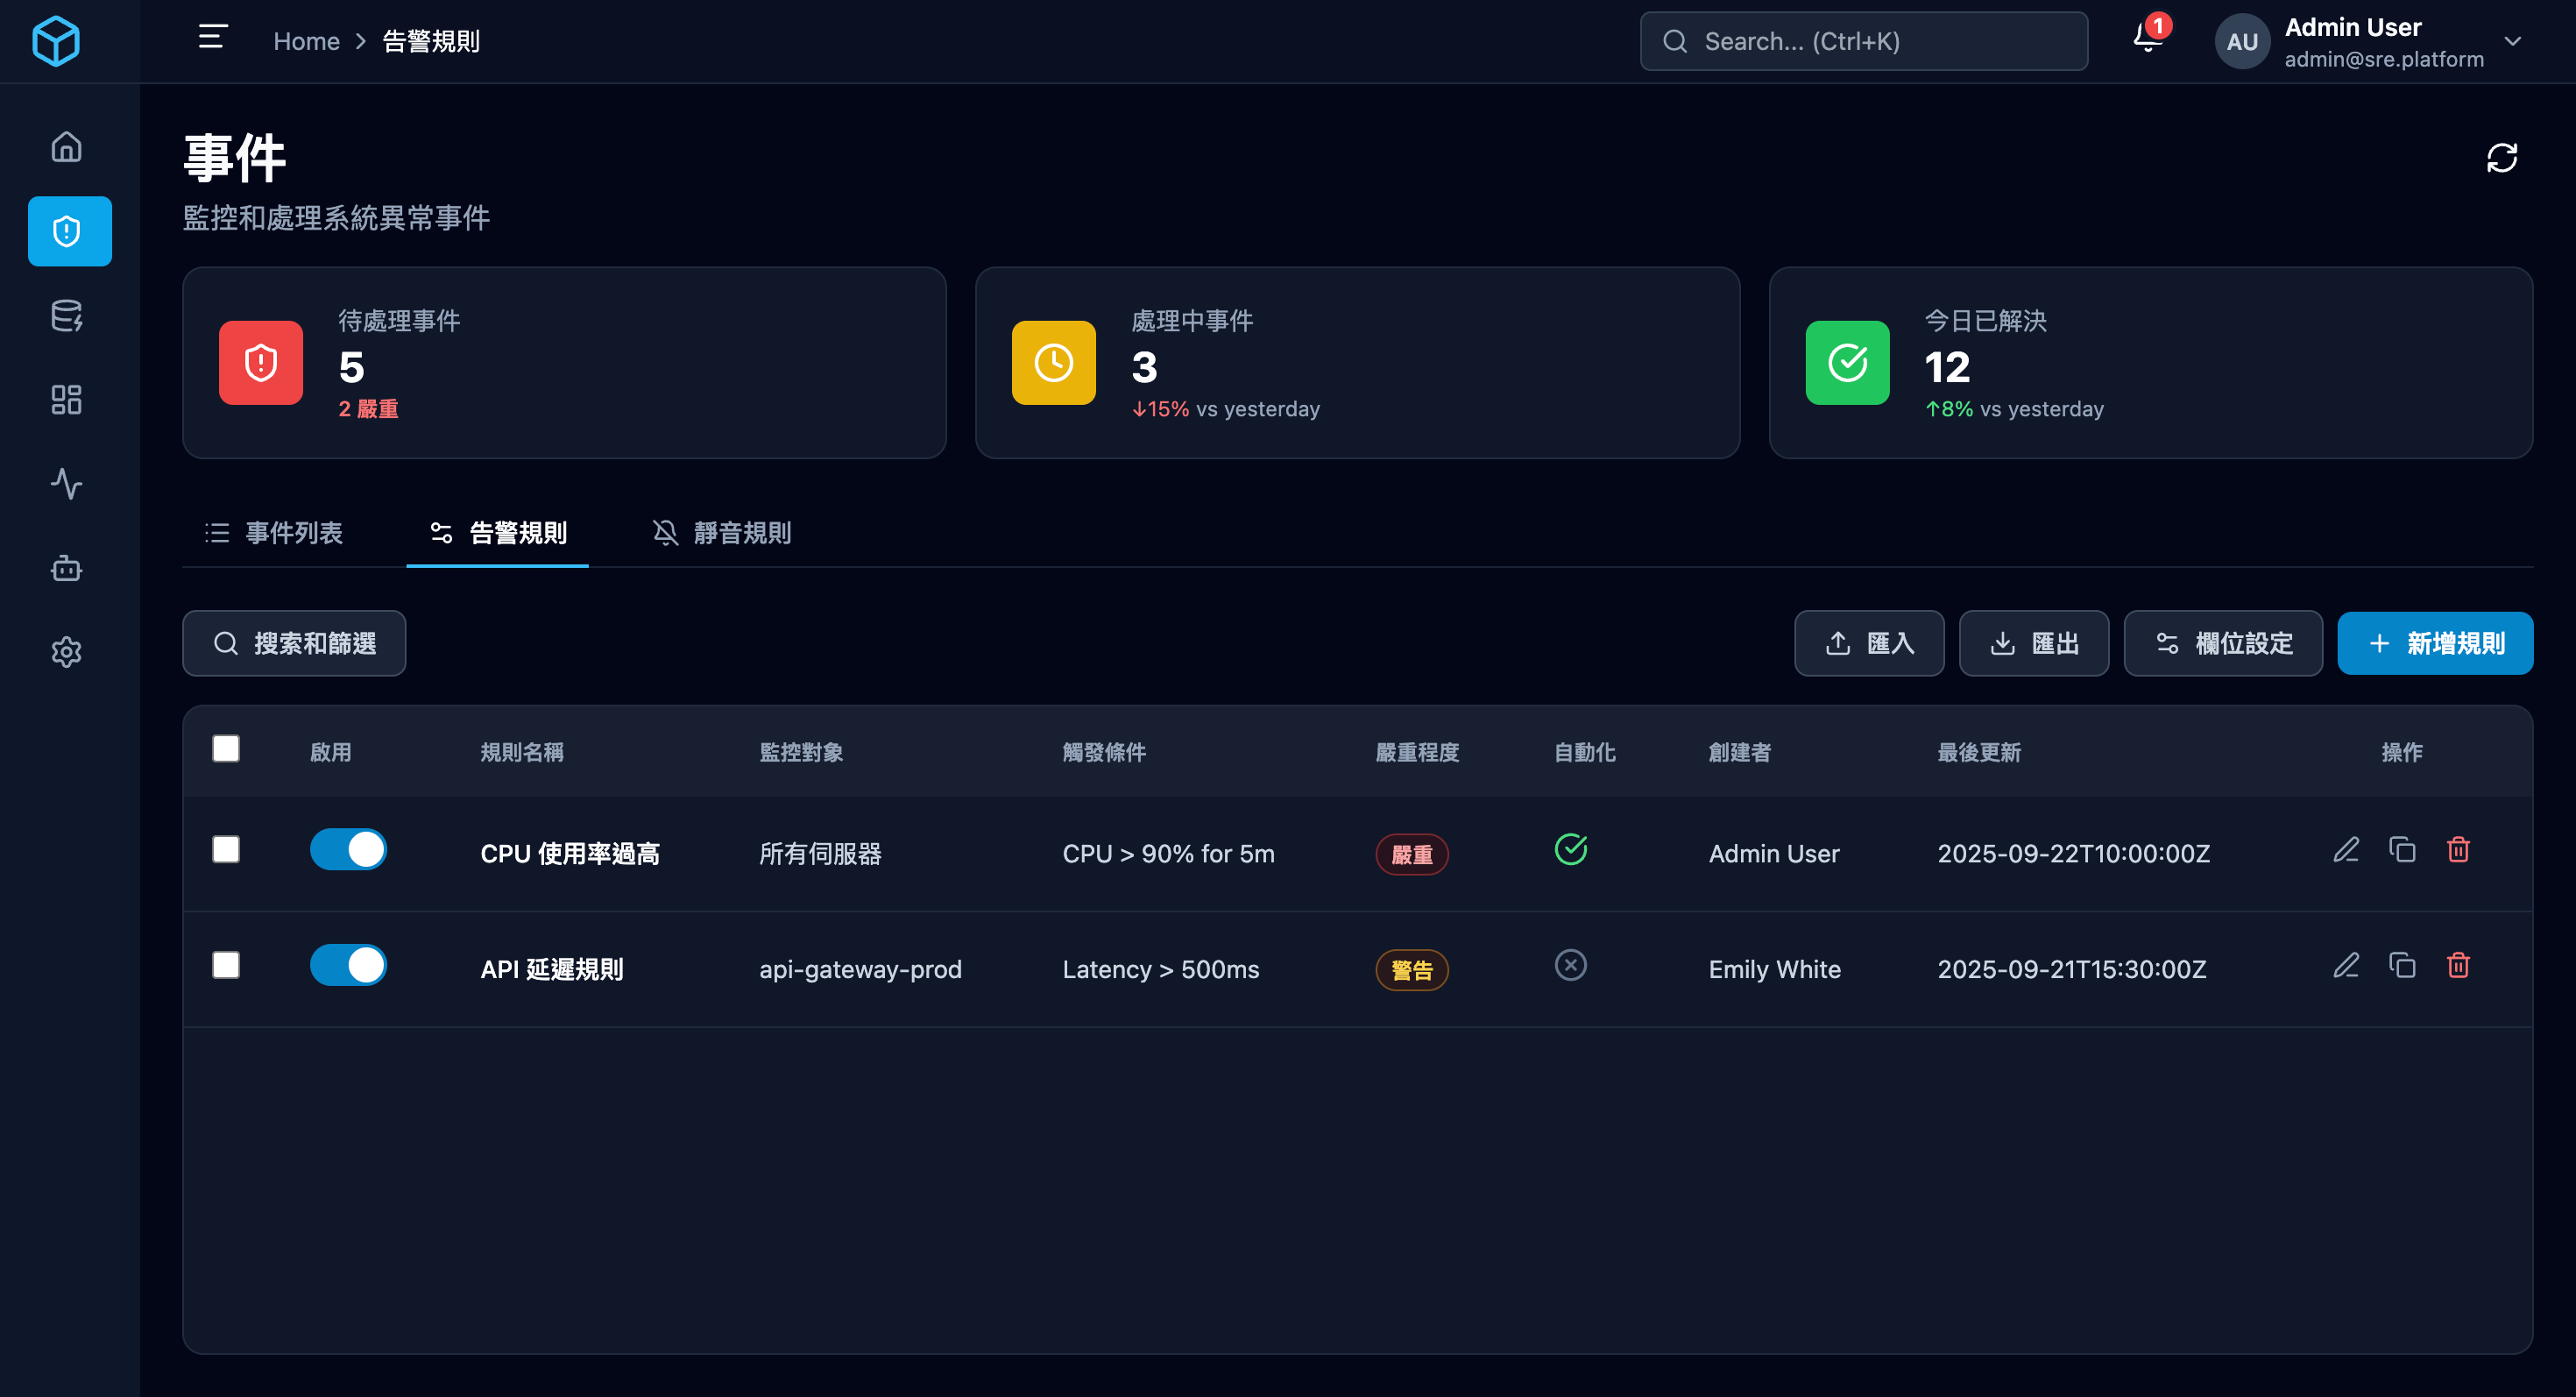 Home > 告警規則
Search... (Ctrl+K)
1
AU
Admin User
admin@sre.platform
事件
監控和處理系統異常事件
待處理事件
5
2 嚴重
處理中事件
3
↓15% vs yesterday
今日已解決
12
↑8% vs yesterday
事件列表 告警規則 靜音規則
搜索和篩選 匯入 匯出 欄位設定 + 新增規則
啟用 規則名稱 監控對象 觸發條件 嚴重程度 自動化 創建者 最後更新 操作
CPU 使用率過高 所有伺服器 CPU > 90% for 5m 嚴重 Admin User 2025-09-22T10:00:00Z
API 延遲規則 api-gateway-prod Latency > 500ms 警告 Emily White 2025-09-21T15:30:00Z